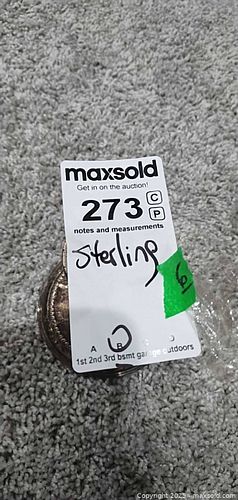 maxsold
Get in on the auction!
273 C
P
notes and measurements
Sterling
6
A B D
1st 2nd 3rd bsmt garage outdoors
© Copyright 2025 - maxsold.com